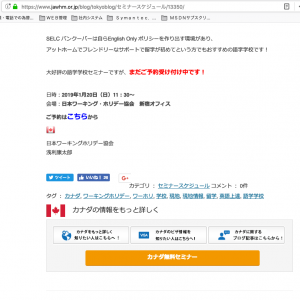 https://www.jawhm.or.jp/blog/tokyoblog/セミナースケジュール/13350/
WEB管理 社内システム Symantec. MSDNサブスクリ
SELC バンクーバーは自らEnglish Only ポリシーを作り出す環境があり、
アットホームでフレンドリーなサポートで留学が初めてという方でもおすすめの語学学校です!
大好評の語学学校セミナーですが、まだご予約受け付け中です!
日時:2019年1月20日(日)11:30~
会場:日本ワーキング・ホリデー協会 新宿オフィス
ご予約はこちらから
日本ワーキングホリデー協会
浅利康太郎
ツイート いいね!
カテゴリ : セミナースケジュール コメント : 0件
タグ : カナダ, ワーキングホリデー, ワーホリ, 学校, 現地, 現地情報, 留学, 英語上達, 語学学校
カナダの情報をもっと詳しく
カナダをもっと詳しく知りたい人はこちらへ!
VISA カナダのビザ情報を知りたい人はこちらへ!
カナダに関するブログ記事はこちらから!
カナダ無料セミナー